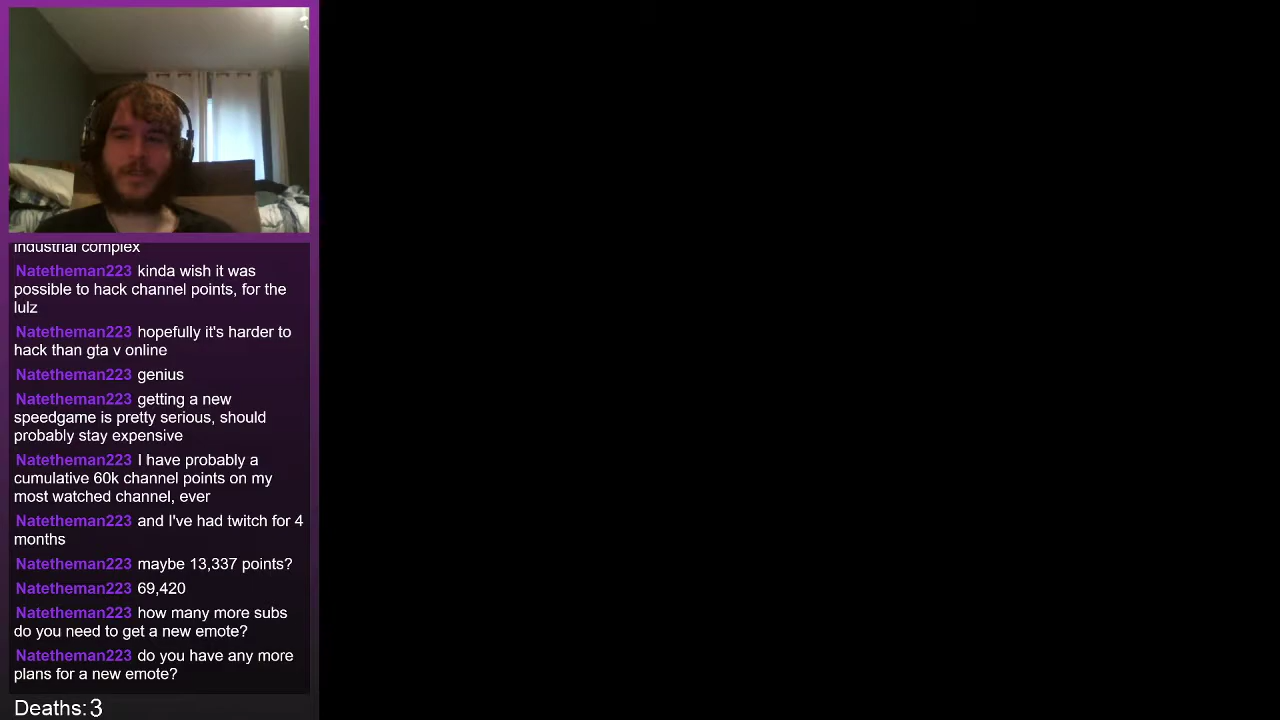 industrial complex
Natetheman223 kinda wish it was
possible to hack channel points, for the
lulz
Natetheman223 hopefully it's harder to
hack than gta v online
Natetheman223 genius
Natetheman223 getting a new
speedgame is pretty serious, should
probably stay expensive
Natetheman223 I have probably a
cumulative 60k channel points on my
most watched channel, ever
Natetheman223 and I've had twitch for 4
months
Natetheman223 maybe 13,337 points?
Natetheman223 69,420
Natetheman223 how many more subs
do you need to get a new emote?
Natetheman223 do you have any more
plans for a new emote?
Deaths: 3